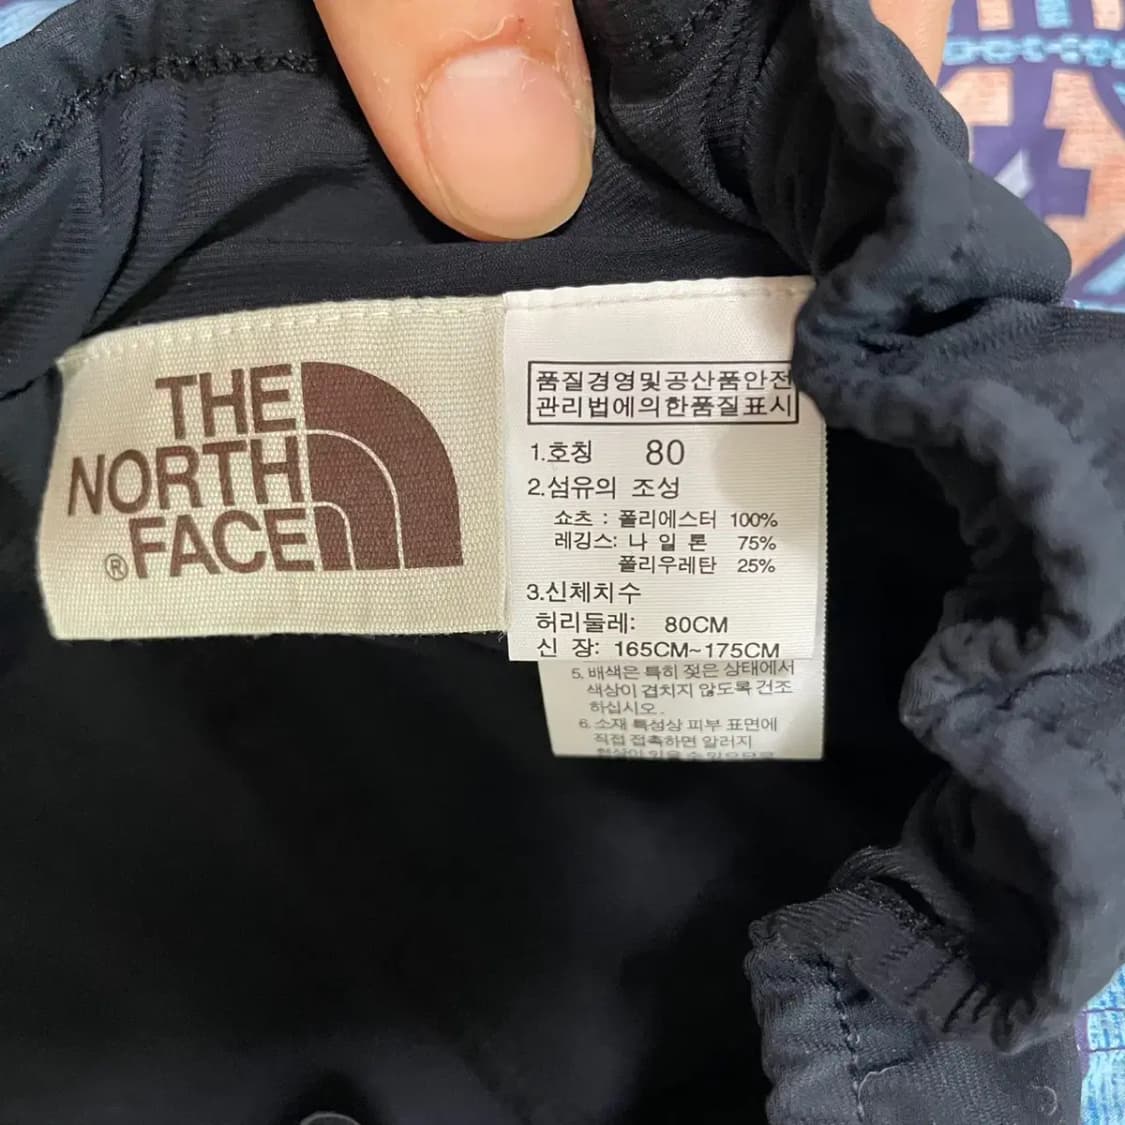 THE
NORTH
FACE
®
품질경영및공산품안전
관리법에의한품질표시
1.호칭 80
2.섬유의 조성
쇼츠 : 폴리에스터 100%
레깅스: 나 일 론 75%
폴리우레탄 25%
3.신체치수
허리둘레: 80CM
신 장: 165CM~175CM
5. 배색은 특히 젖은 상태에서
색상이 겹치지 않도록 건조
하십시오.
6. 소재 특성상 피부 표면에
직접 접촉하면 알러지